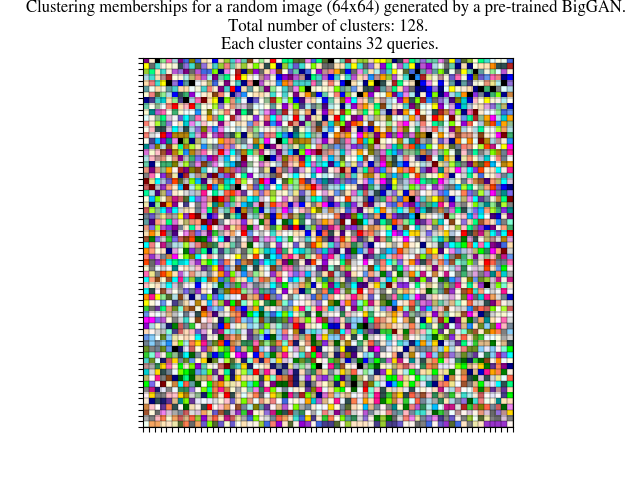 Clustering memberships for a random image (64x64) generated by a pre-trained BigGAN.
Total number of clusters: 128.
Each cluster contains 32 queries.